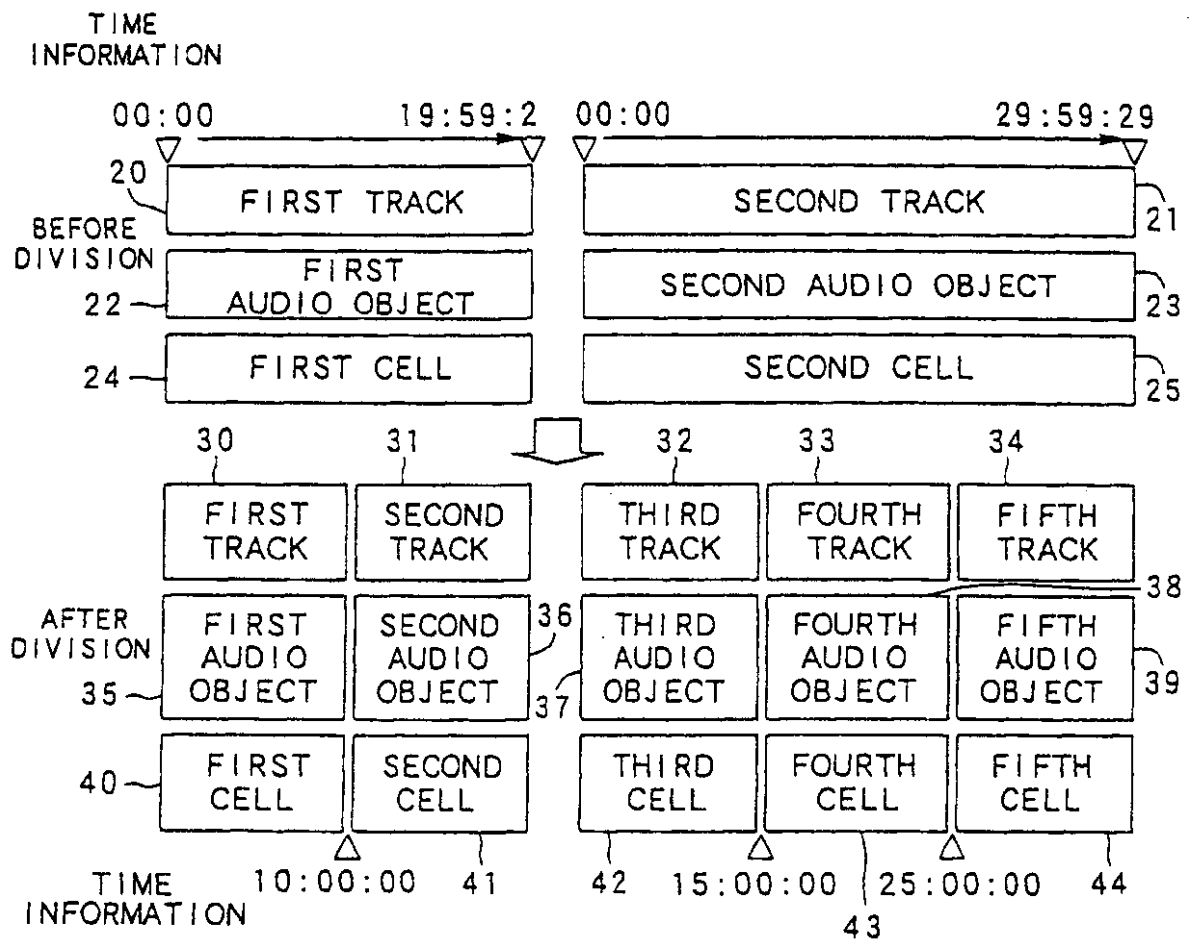 TIME
INFORMATION
00:00
19:59:2
00:00
29:59:29
20
FIRST TRACK
SECOND TRACK
21
BEFORE
DIVISION
22
FIRST
AUDIO OBJECT
SECOND AUDIO OBJECT
23
24
FIRST CELL
SECOND CELL
25
30
31
32
33
34
FIRST
TRACK
SECOND
TRACK
THIRD
TRACK
FOURTH
TRACK
FIFTH
TRACK
38
AFTER
DIVISION
35
FIRST
AUDIO
OBJECT
SECOND
AUDIO
OBJECT
36
37
THIRD
AUDIO
OBJECT
FOURTH
AUDIO
OBJECT
FIFTH
AUDIO
OBJECT
39
40
FIRST
CELL
SECOND
CELL
THIRD
CELL
FOURTH
CELL
FIFTH
CELL
TIME
INFORMATION
10:00:00
41
42
15:00:00
43
25:00:00
44